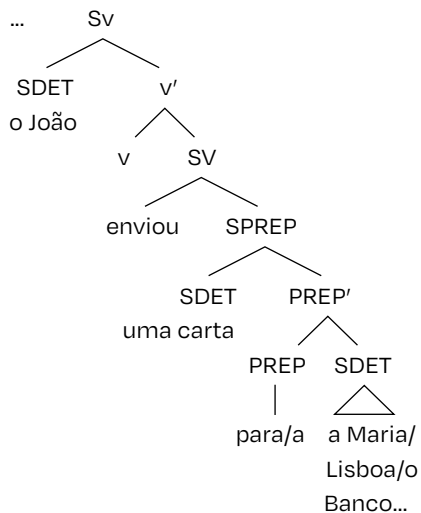 ... Sv
SDET v′
o João
v SV
enviou SPREP
SDET PREP′
uma carta
PREP SDET
para/a a Maria/
Lisboa/o
Banco...